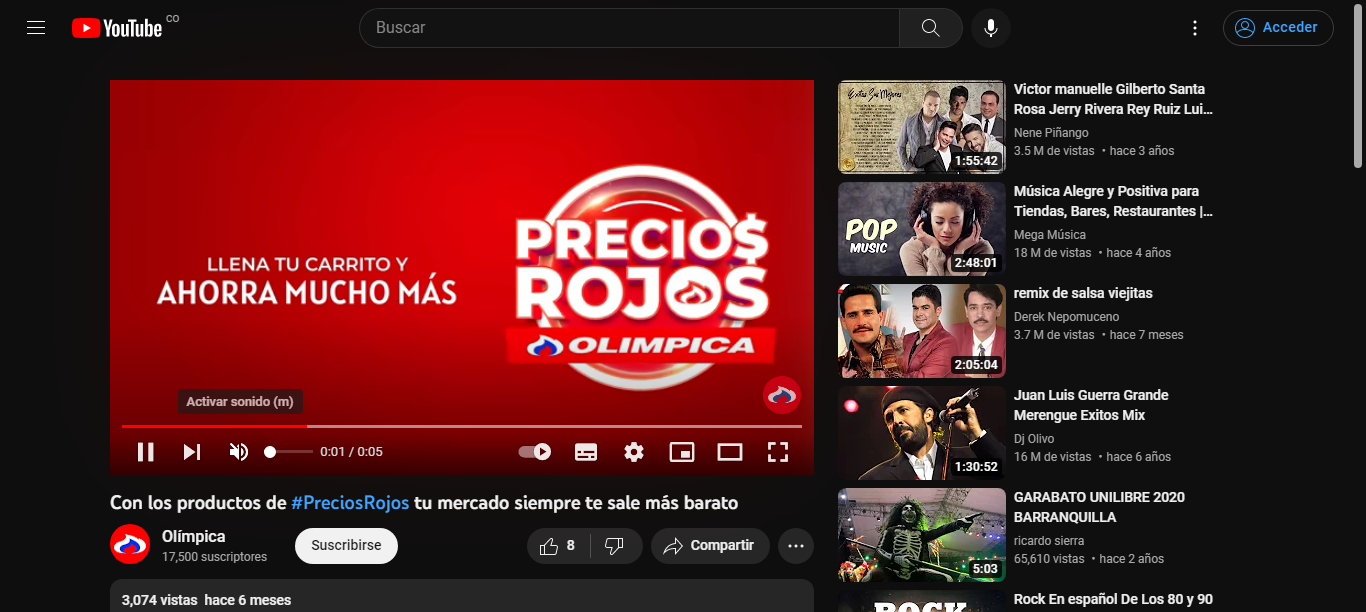 YouTube CO
Buscar
Acceder
LLENA TU CARRITO Y
AHORRA MUCHO MÁS
PRECIO$
ROJOS
OLIMPICA
Activar sonido (m)
0:01 / 0:05
Con los productos de #PreciosRojos tu mercado siempre te sale más barato
Olímpica
17,500 suscriptores
Suscribirse
8
Compartir
3,074 vistas hace 6 meses
1:55:42
Victor manuelle Gilberto Santa
Rosa Jerry Rivera Rey Ruiz Lui...
Nene Piñango
3.5 M de vistas • hace 3 años
POP
MUSIC
2:48:01
Música Alegre y Positiva para
Tiendas, Bares, Restaurantes |...
Mega Música
18 M de vistas • hace 4 años
2:05:04
remix de salsa viejitas
Derek Nepomuceno
3.7 M de vistas • hace 7 meses
1:30:52
Juan Luis Guerra Grande
Merengue Exitos Mix
Dj Olivo
16 M de vistas • hace 6 años
5:03
GARABATO UNILIBRE 2020
BARRANQUILLA
ricardo sierra
65,610 vistas • hace 2 años
ROCK
Rock En español De Los 80 y 90